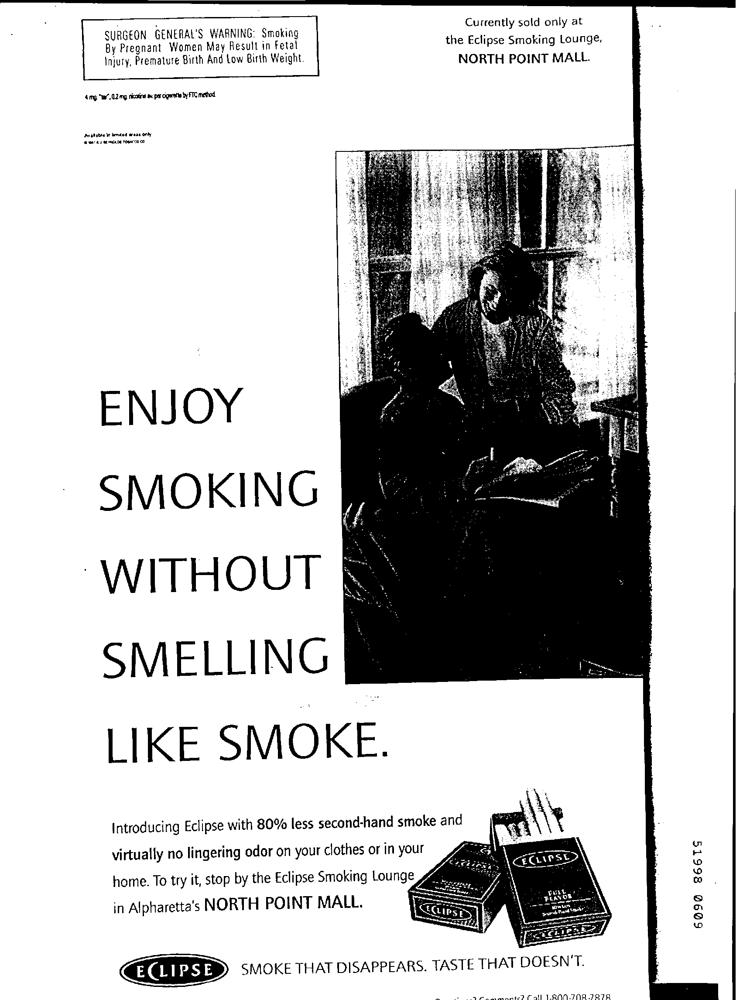 SURGEON GENERAL'S WARNING: Smoking
By Pregnant Women May Result in Fetal
Injury, Premature Birth And Low Birth Weight.
Currently sold only at
the Eclipse Smoking Lounge,
NORTH POINT MALL.
4 mg. "tar", 0.2 mg. nicotine av. per cigarette by FTC method.
Available in limited areas only
ENJOY
SMOKING
WITHOUT
SMELLING
LIKE SMOKE.
Introducing Eclipse with 80% less second-hand smoke and
virtually no lingering odor on your clothes or in your
home. To try it, stop by the Eclipse Smoking Lounge
in Alpharetta's NORTH POINT MALL.
ECLIPSE
FULL
FLAVOR
ECLIPSE
ECLIPSE
ECLIPSE
SMOKE THAT DISAPPEARS. TASTE THAT DOESN'T.
Comments? Call 1-800-708-7878
51998 0609